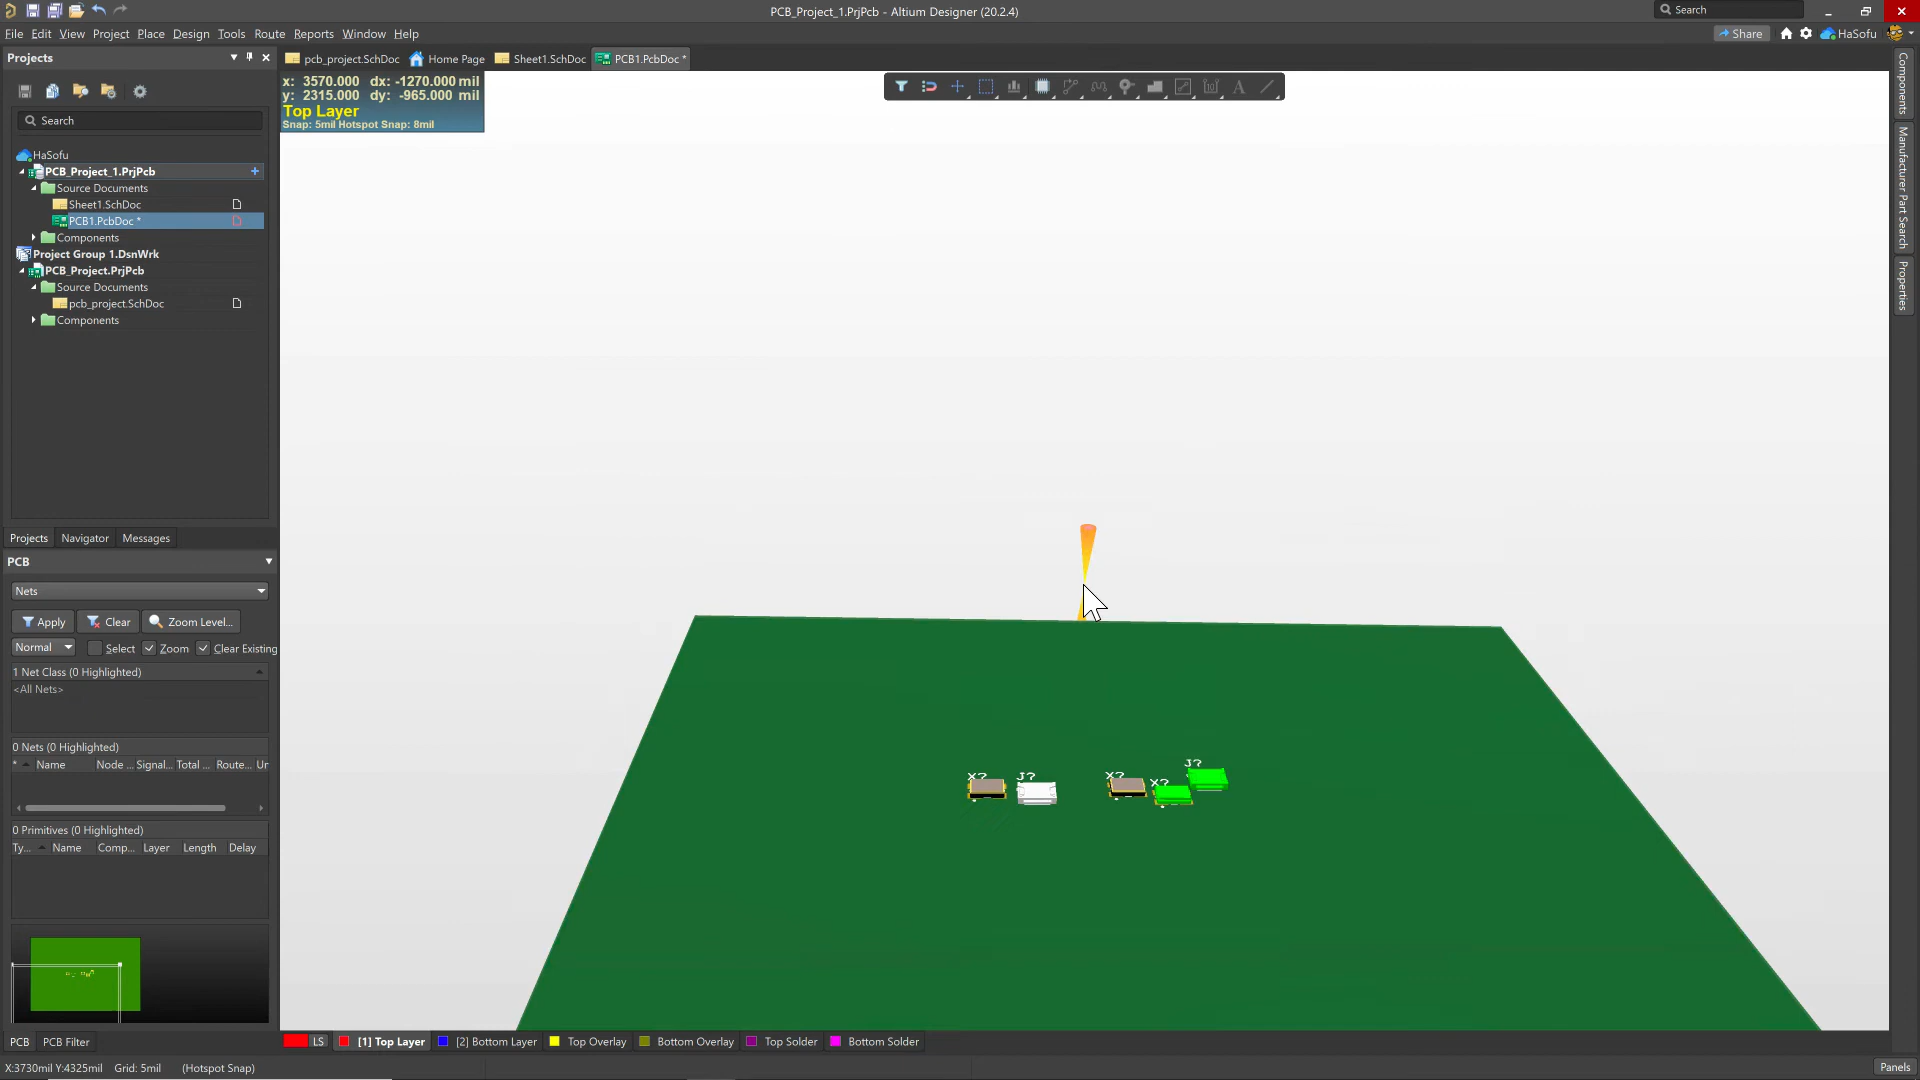 PCB_Project_1.PrjPcb - Altium Designer (20.2.4)
Search
File Edit View Project Place Design Tools Route Reports Window Help
Share
HaSofu
Projects
pcb_project.SchDoc
Home Page
Sheet1.SchDoc
PCB1.PcbDoc *
x: 3570.000 dx: -1270.000 mil
y: 2315.000 dy: -965.000 mil
Top Layer
Snap: 5mil Hotspot Snap: 8mil
Search
HaSofu
PCB_Project_1.PrjPcb
Source Documents
Sheet1.SchDoc
PCB1.PcbDoc *
Components
Project Group 1.DsnWrk
PCB_Project.PrjPcb
Source Documents
pcb_project.SchDoc
Components
Components
Manufacturer Part Search
Properties
Projects Navigator Messages
PCB
Nets
Apply Clear Zoom Level...
Normal Select Zoom Clear Existing
1 Net Class (0 Highlighted)
<All Nets>
0 Nets (0 Highlighted)
* Name Node ... Signal... Total ... Route... Ur
0 Primitives (0 Highlighted)
Ty... Name Comp... Layer Length Delay
X? J? X? X? J?
PCB PCB Filter
LS [1] Top Layer [2] Bottom Layer Top Overlay Bottom Overlay Top Solder Bottom Solder
X:3730mil Y:4325mil Grid: 5mil (Hotspot Snap)
Panels